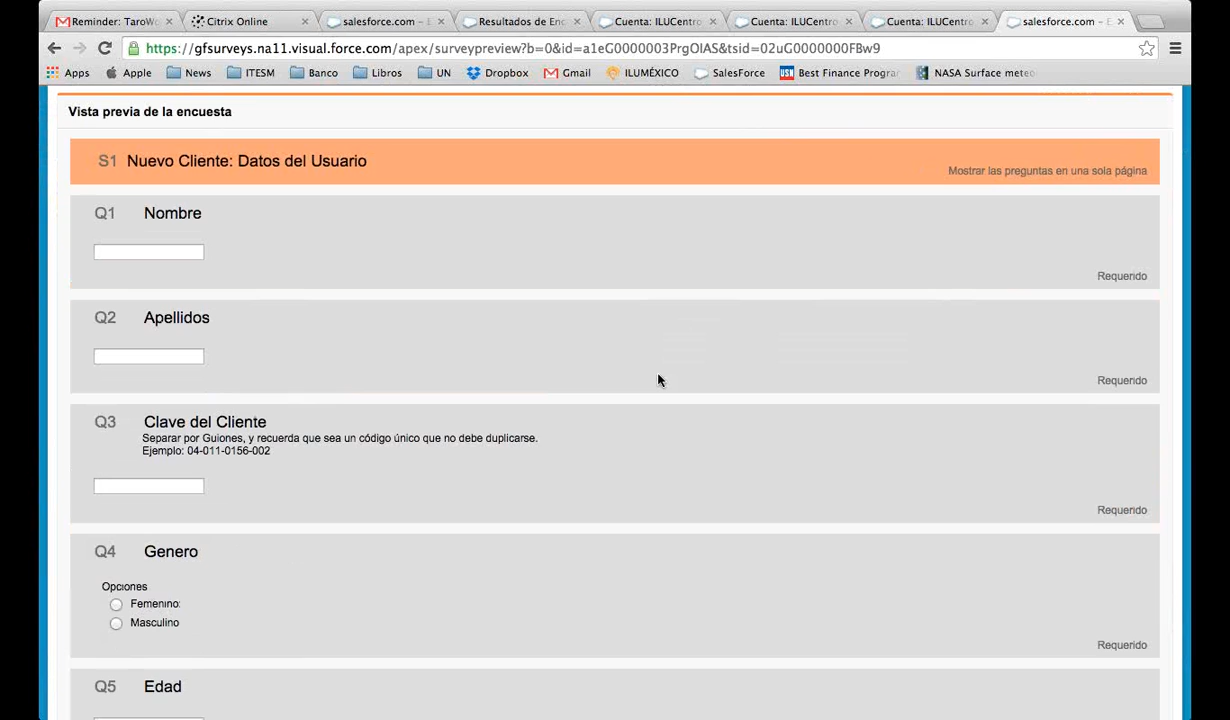 Reminder: TaroWo
Citrix Online
salesforce.com – E
Resultados de Enc
Cuenta: ILUCentro
Cuenta: ILUCentro
Cuenta: ILUCentro
salesforce.com – E
https://gfsurveys.na11.visual.force.com/apex/surveypreview?b=0&id=a1eG0000003PrgOIAS&tsid=02uG0000000FBw9
Apps
Apple
News
ITESM
Banco
Libros
UN
Dropbox
Gmail
ILUMÉXICO
SalesForce
Best Finance Progra
NASA Surface meteo
Vista previa de la encuesta
S1 Nuevo Cliente: Datos del Usuario
Mostrar las preguntas en una sola página
Q1 Nombre
Requerido
Q2 Apellidos
Requerido
Q3 Clave del Cliente
Separar por Guiones, y recuerda que sea un código único que no debe duplicarse.
Ejemplo: 04-011-0156-002
Requerido
Q4 Genero
Opciones
Femenino:
Masculino
Requerido
Q5 Edad